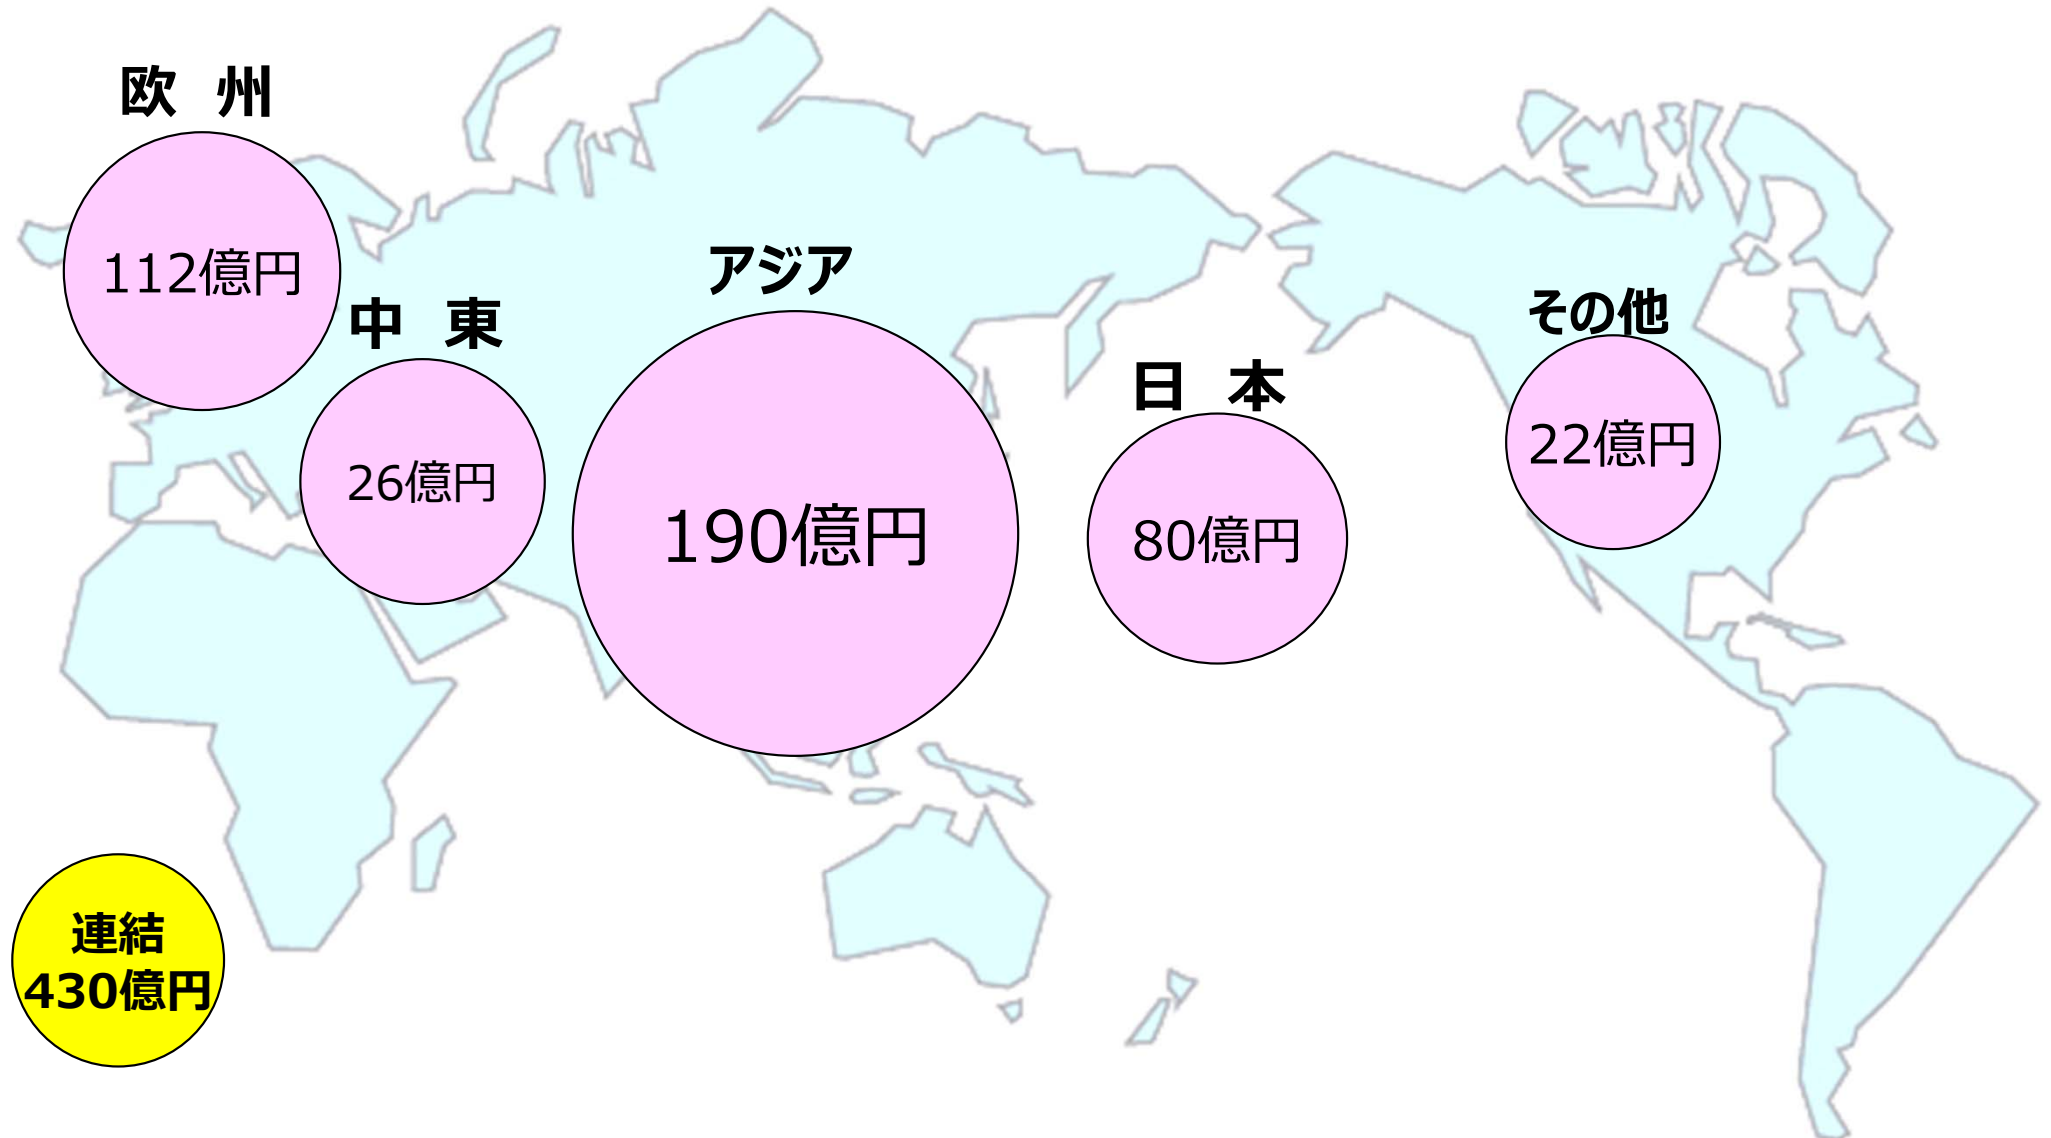 欧 州
112億円
中 東
26億円
アジア
190億円
日 本
80億円
その他
22億円
連結
430億円